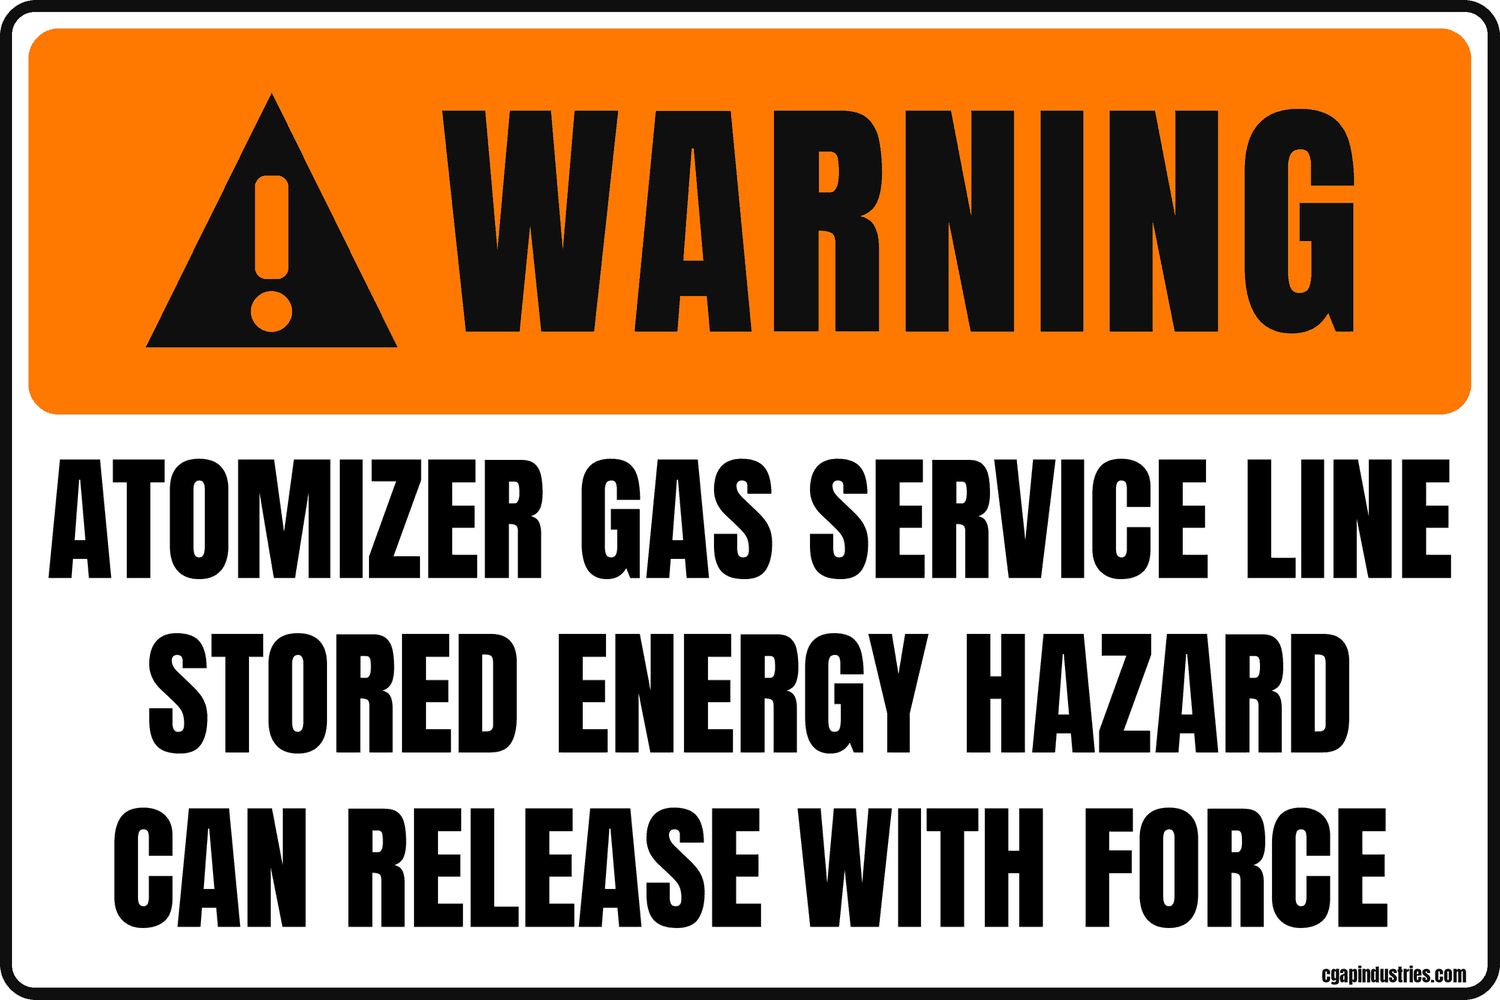 WARNING
ATOMIZER GAS SERVICE LINE
STORED ENERGY HAZARD
CAN RELEASE WITH FORCE
cgapindustries.com